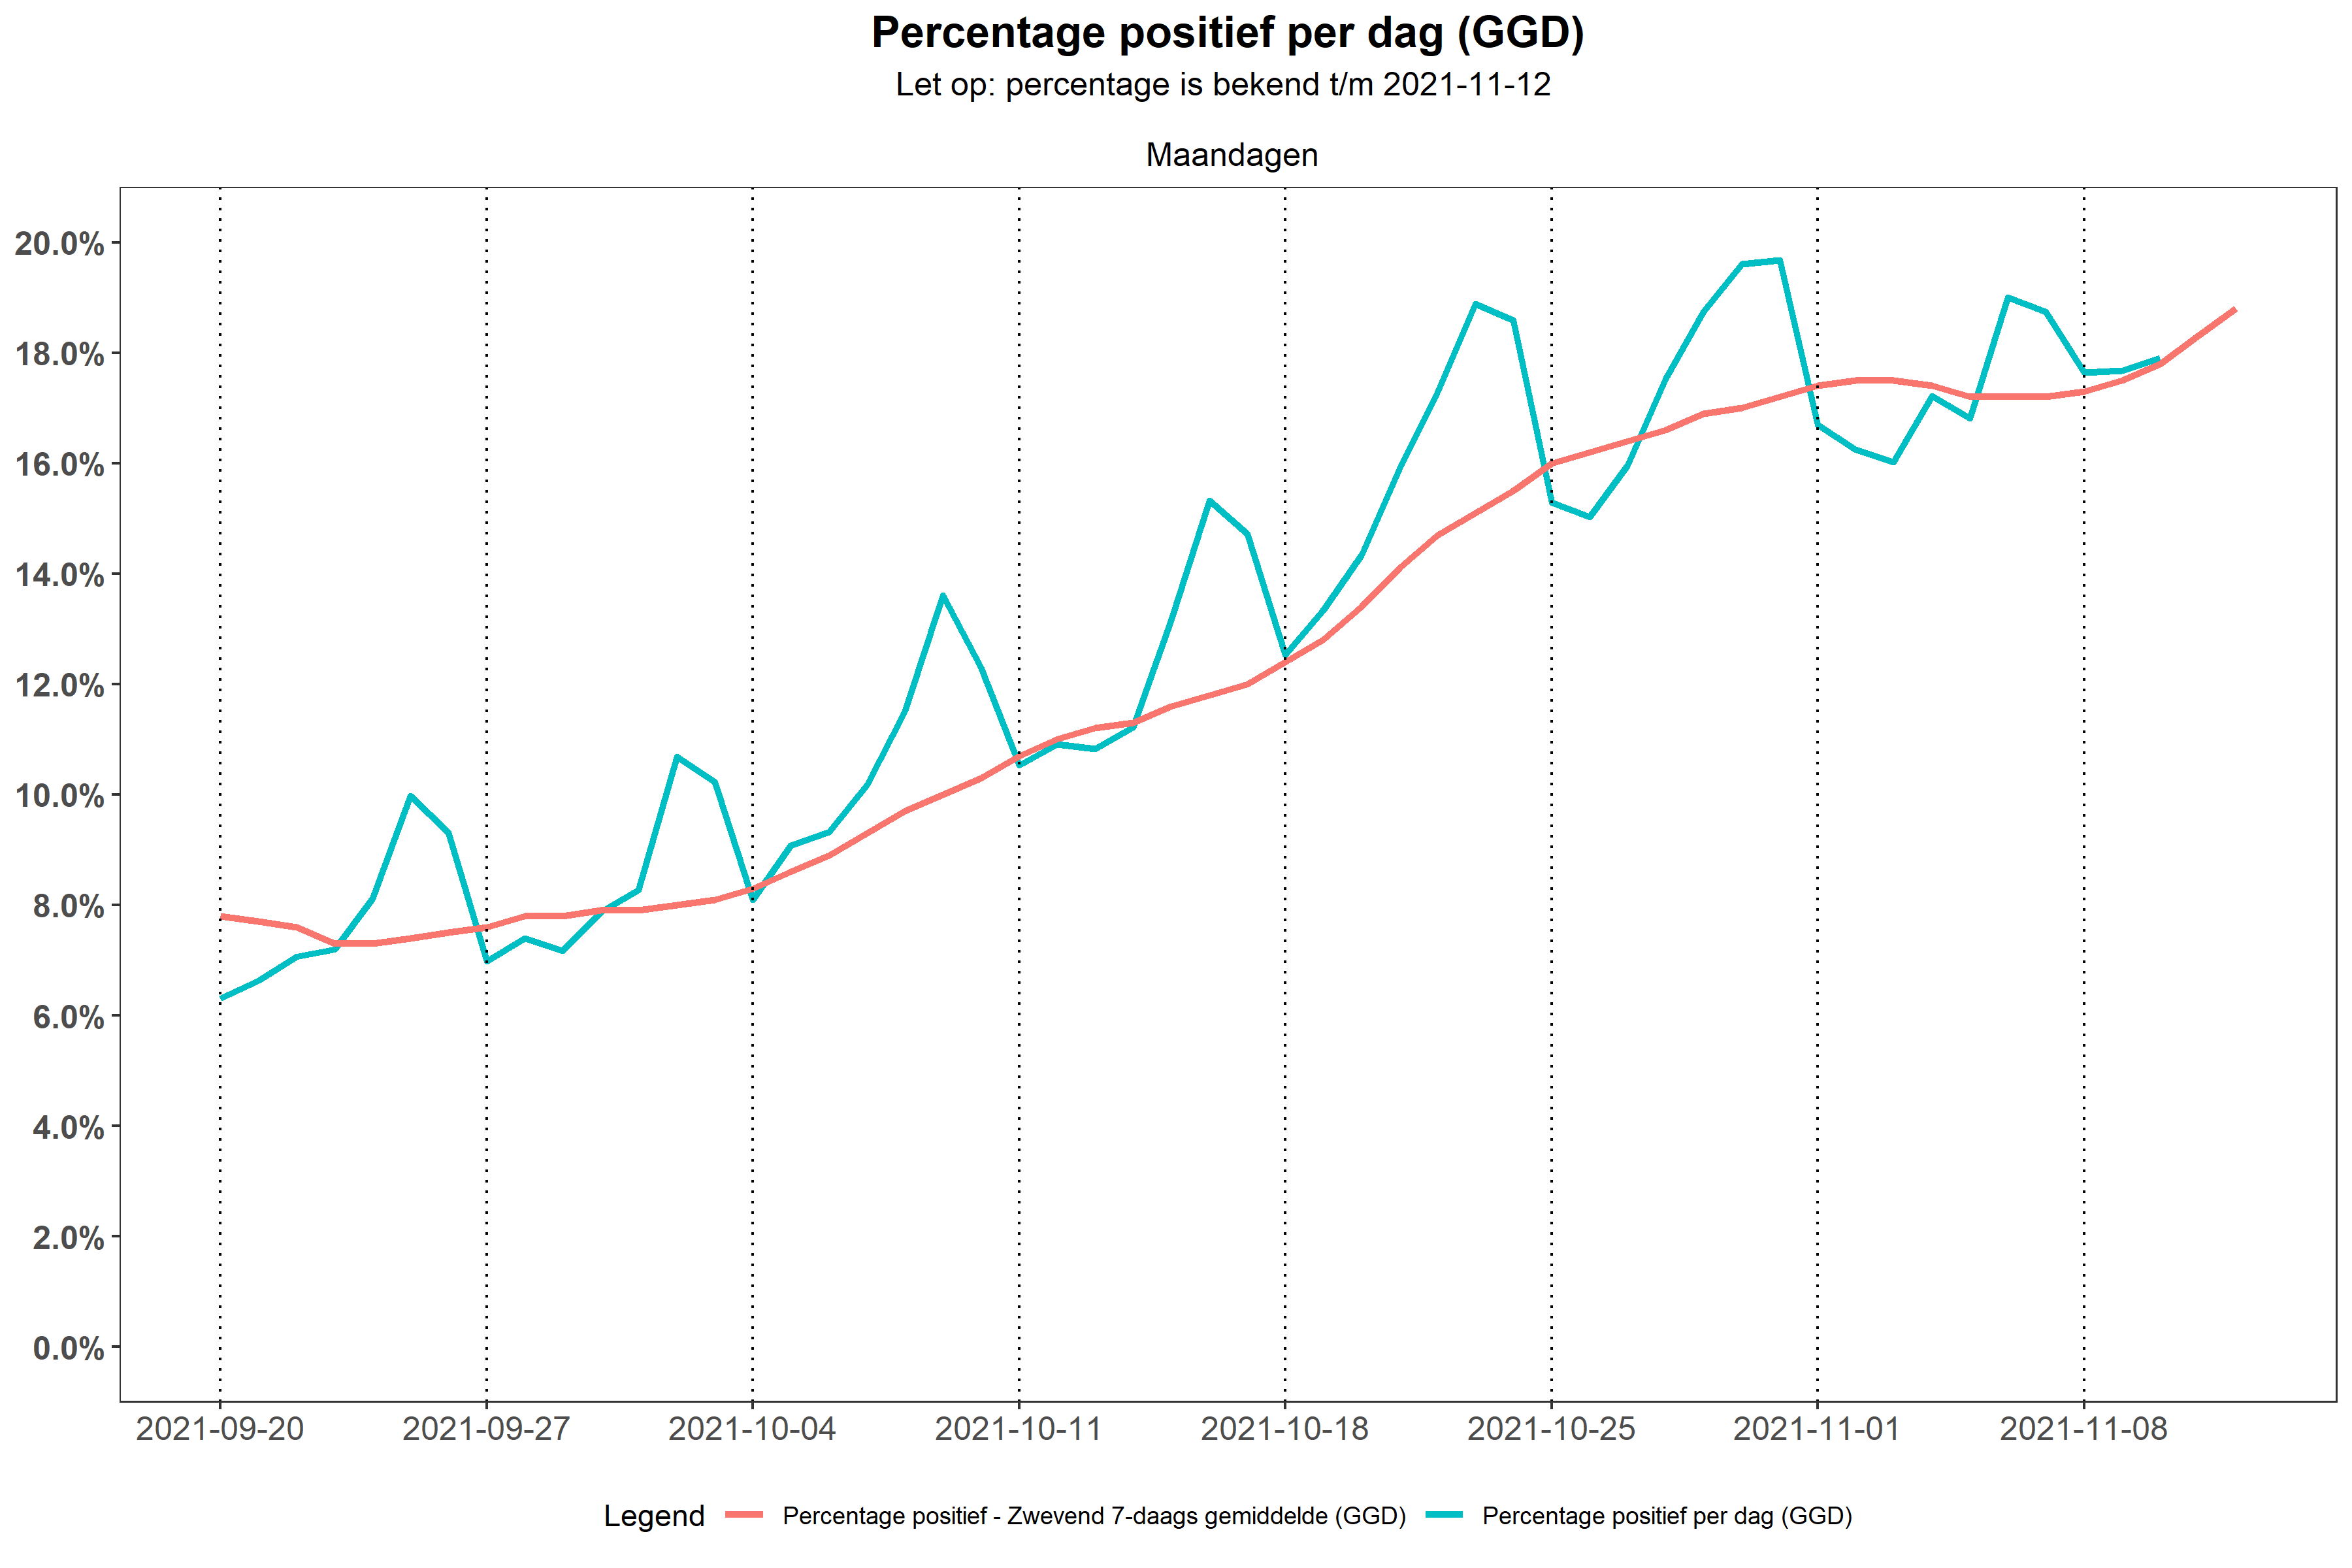 Percentage positief per dag (GGD)
Let op: percentage is bekend t/m 2021-11-12
Maandagen
20.0%
18.0%
16.0%
14.0%
12.0%
10.0%
8.0%
6.0%
4.0%
2.0%
0.0%
2021-09-20 2021-09-27 2021-10-04 2021-10-11 2021-10-18 2021-10-25 2021-11-01 2021-11-08
Legend Percentage positief - Zwevend 7-daags gemiddelde (GGD) Percentage positief per dag (GGD)